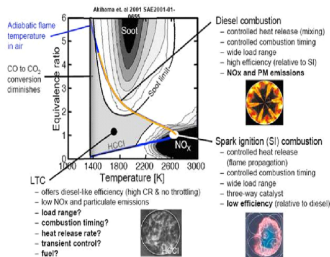 Akihama et. al 2001 SAE2001-01-0655
Adiabatic flame
temperature
in air
CO to CO2
conversion
diminishes
Equivalence ratio
6
5
4
3
2
1
0
Soot
Soot limit
HCCI
NOX
1000
1400
1800
2200
2600
3000
Temperature [K]
Diesel combustion
- controlled heat release (mixing)
- controlled combustion timing
- wide load range
- high efficiency (relative to SI)
- NOx and PM emissions
Spark ignition (SI) combustion
- controlled heat release
(flame propagation)
- controlled combustion timing
- wide load range
- three-way catalyst
- low efficiency (relative to diesel)
LTC
- offers diesel-like efficiency (high CR & no throttling)
- low NOx and particulate emissions
- load range?
- combustion timing?
- heat release rate?
- transient control?
- fuel?